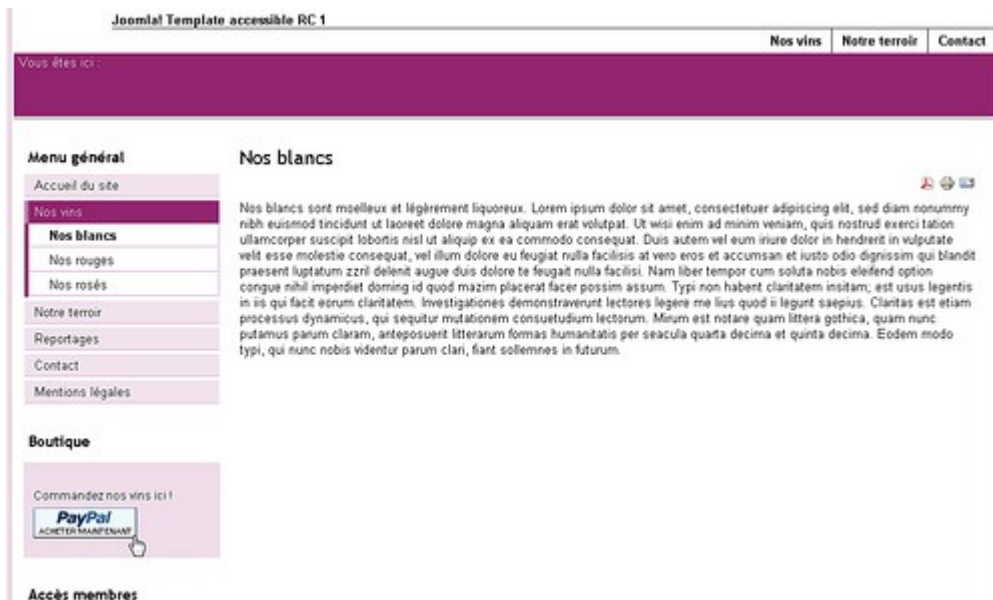 Joomla! Template accessible RC 1
Nos vins
Notre terroir
Contact
Vous êtes ici :
Menu général
Accueil du site
Nos vins
Nos blancs
Nos rouges
Nos rosés
Notre terroir
Reportages
Contact
Mentions légales
Boutique
Commandez nos vins ici !
PayPal
ACHETER MAINTENANT
Accès membres
Nos blancs
Nos blancs sont moelleux et légèrement liquoreux. Lorem ipsum dolor sit amet, consectetuer adipiscing elit, sed diam nonummy
nibh euismod tincidunt ut laoreet dolore magna aliquam erat volutpat. Ut wisi enim ad minim veniam, quis nostrud exerci tation
ullamcorper suscipit lobortis nisl ut aliquip ex ea commodo consequat. Duis autem vel eum iriure dolor in hendrerit in vulputate
velit esse molestie consequat, vel illum dolore eu feugiat nulla facilisis at vero eros et accumsan et iusto odio dignissim qui blandit
praesent luptatum zzril delenit augue duis dolore te feugait nulla facilisi. Nam liber tempor cum soluta nobis eleifend option
congue nihil imperdiet doming id quod mazim placerat facer possim assum. Typi non habent claritatem insitam; est usus legentis
in iis qui facit eorum claritatem. Investigationes demonstraverunt lectores legere me lius quod ii legunt saepius. Claritas est etiam
processus dynamicus, qui sequitur mutationem consuetudium lectorum. Mirum est notare quam littera gothica, quam nunc
putamus parum claram, anteposuerit litterarum formas humanitatis per seacula quarta decima et quinta decima. Eodem modo
typi, qui nunc nobis videntur parum clari, fiant sollemnes in futurum.